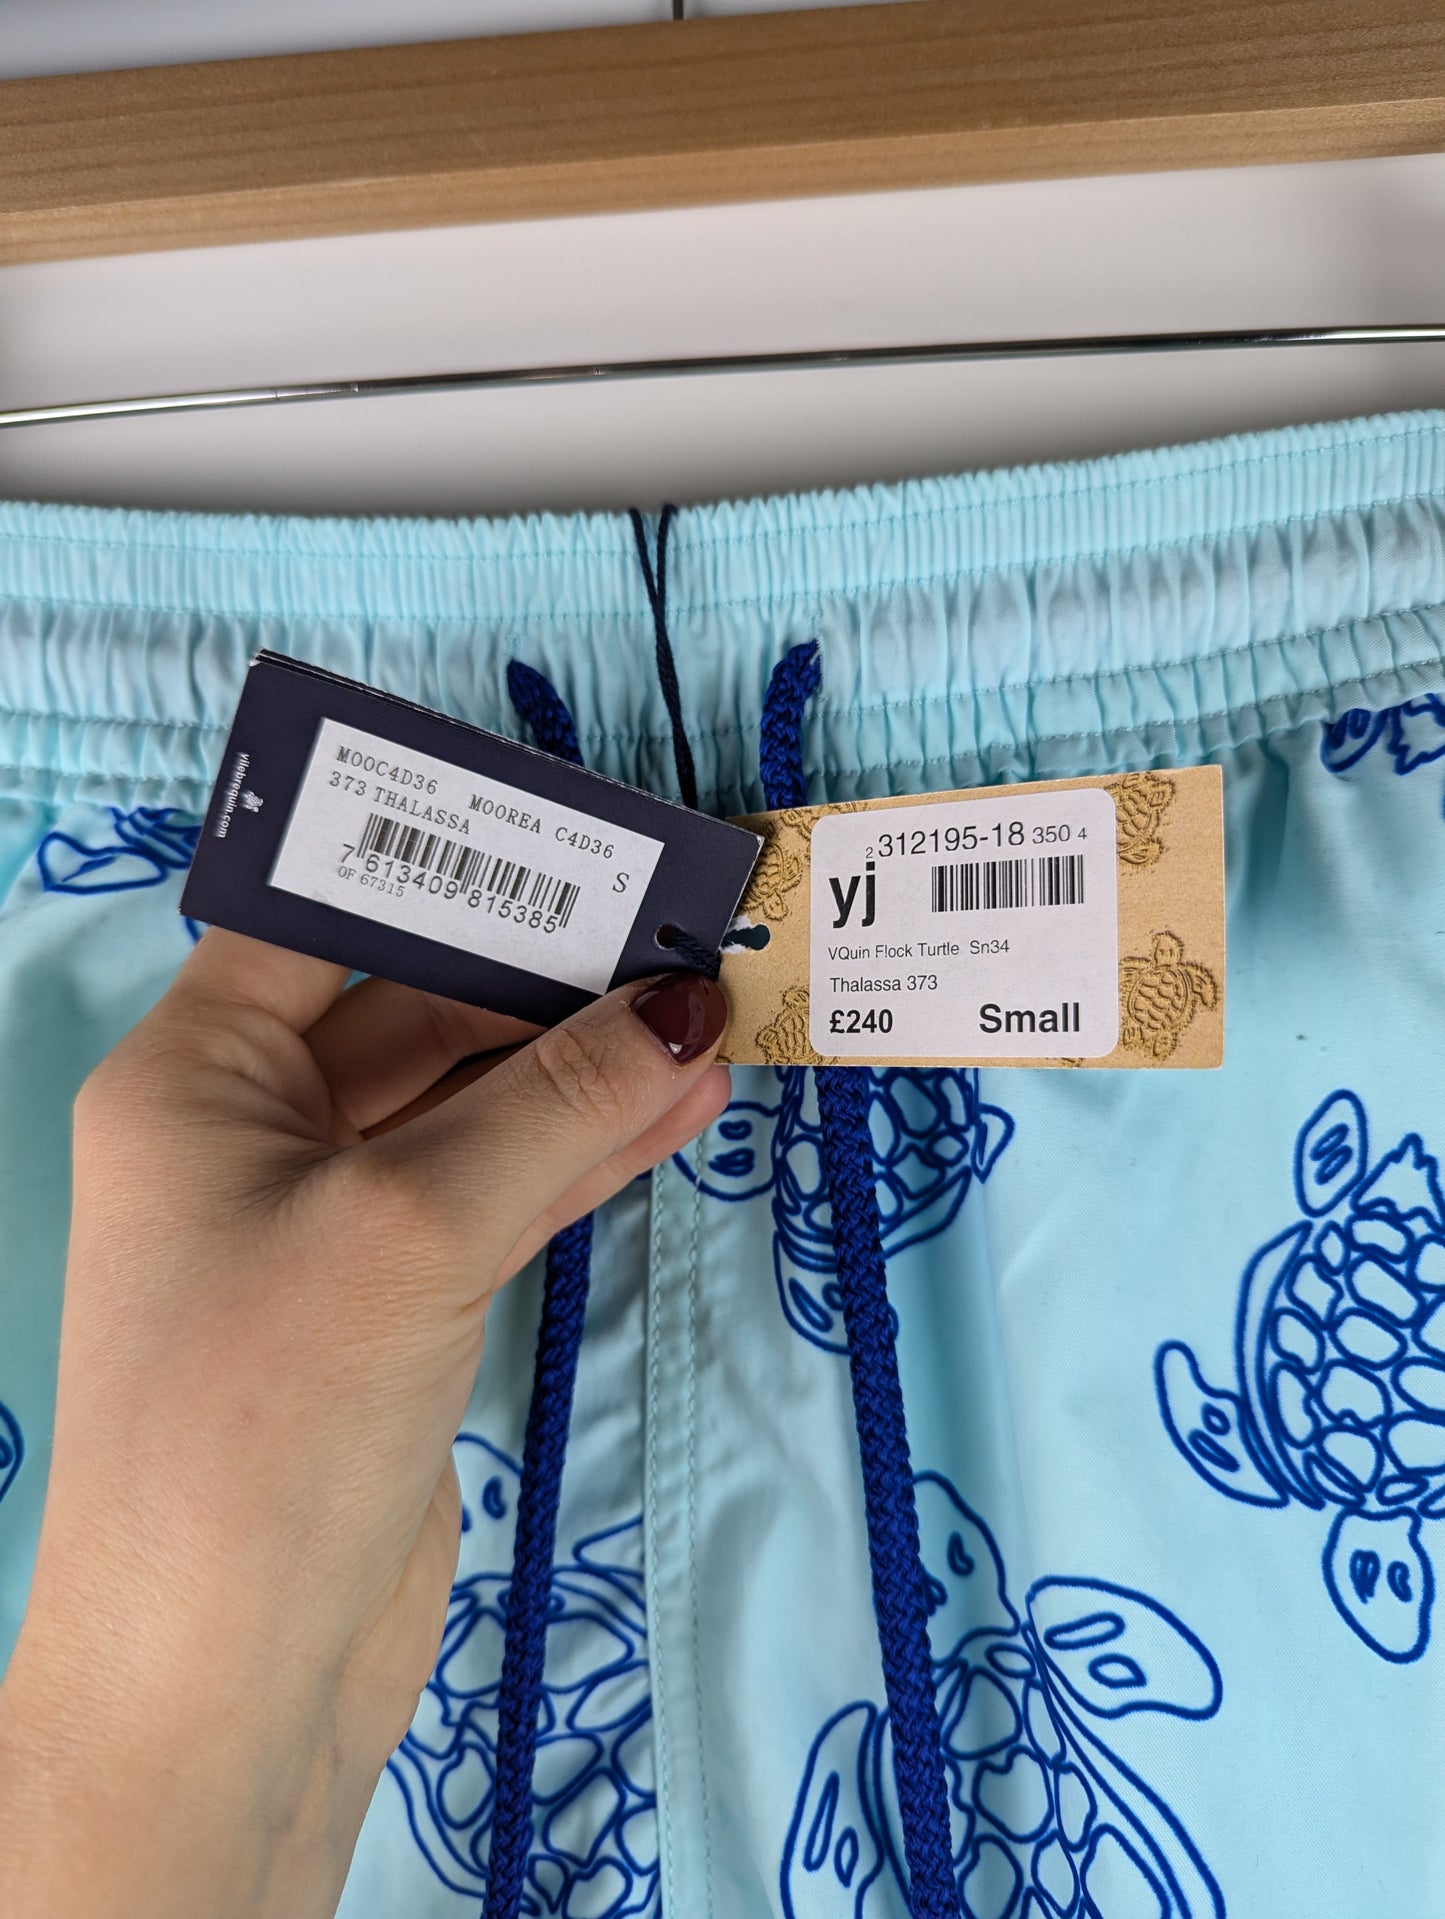 vilebrequin.com
M00C4D36 MOOREA C4D36
373 THALASSA
S
7 613409 815385
OF 67315
2 312195-18 350 4
yj
VQuin Flock Turtle Sn34
Thalassa 373
£240 Small